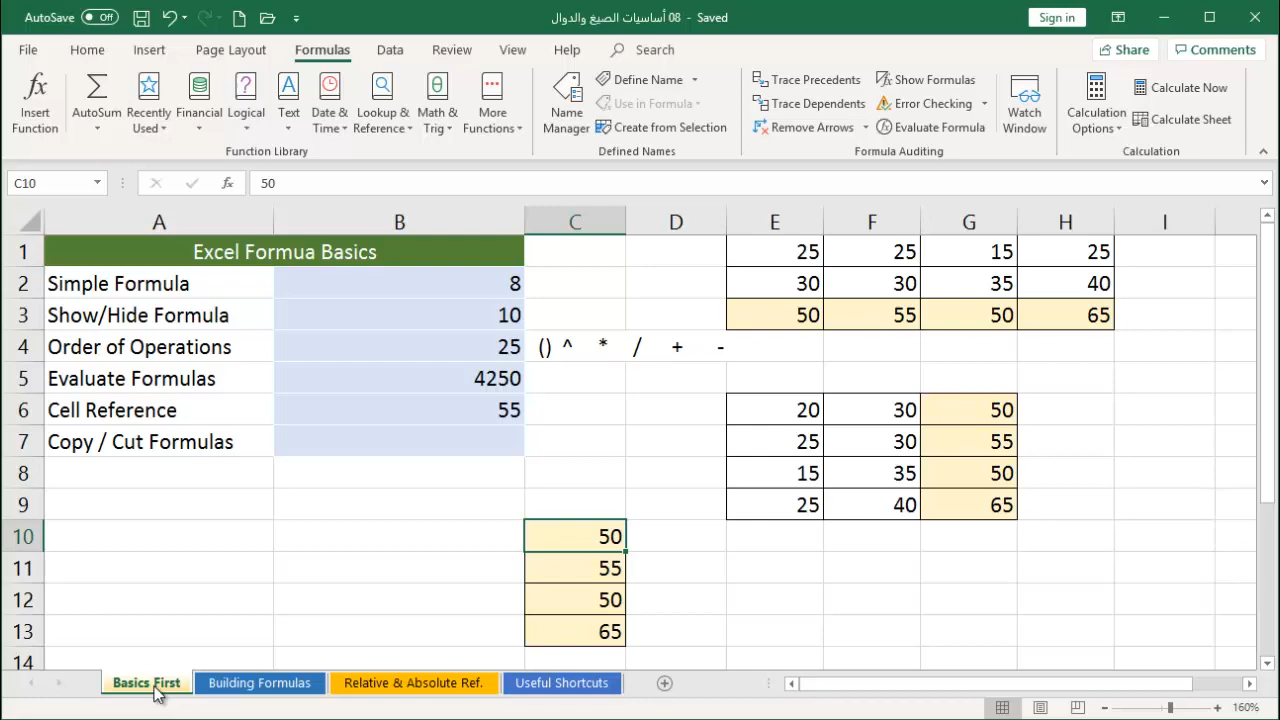 AutoSave Off 08 أساسيات الصيغ والدوال - Saved Sign in
File Home Insert Page Layout Formulas Data Review View Help Search Share Comments
Insert Function AutoSum Recently Used Financial Logical Text Date & Time Lookup & Reference Math & Trig More Functions
Function Library
Name Manager Define Name Use in Formula Create from Selection
Defined Names
Trace Precedents Trace Dependents Remove Arrows Show Formulas Error Checking Evaluate Formula Watch Window
Formula Auditing
Calculation Options Calculate Now Calculate Sheet
Calculation
C10 fx 50
A B C D E F G H I
1 Excel Formua Basics 25 25 15 25
2 Simple Formula 8 30 30 35 40
3 Show/Hide Formula 10 50 55 50 65
4 Order of Operations 25 () ^ * / + -
5 Evaluate Formulas 4250
6 Cell Reference 55 20 30 50
7 Copy / Cut Formulas 25 30 55
8 15 35 50
9 25 40 65
10 50
11 55
12 50
13 65
14
Basics First Building Formulas Relative & Absolute Ref. Useful Shortcuts
160%